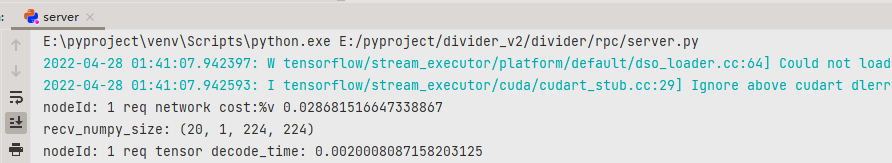 server
E:\pyproject\venv\Scripts\python.exe E:/pyproject/divider_v2/divider/rpc/server.py
2022-04-28 01:41:07.942397: W tensorflow/stream_executor/platform/default/dso_loader.cc:64] Could not load
2022-04-28 01:41:07.942593: I tensorflow/stream_executor/cuda/cudart_stub.cc:29] Ignore above cudart dlerr
nodeId: 1 req network cost:%v 0.028681516647338867
recv_numpy_size: (20, 1, 224, 224)
nodeId: 1 req tensor decode_time: 0.0020008087158203125